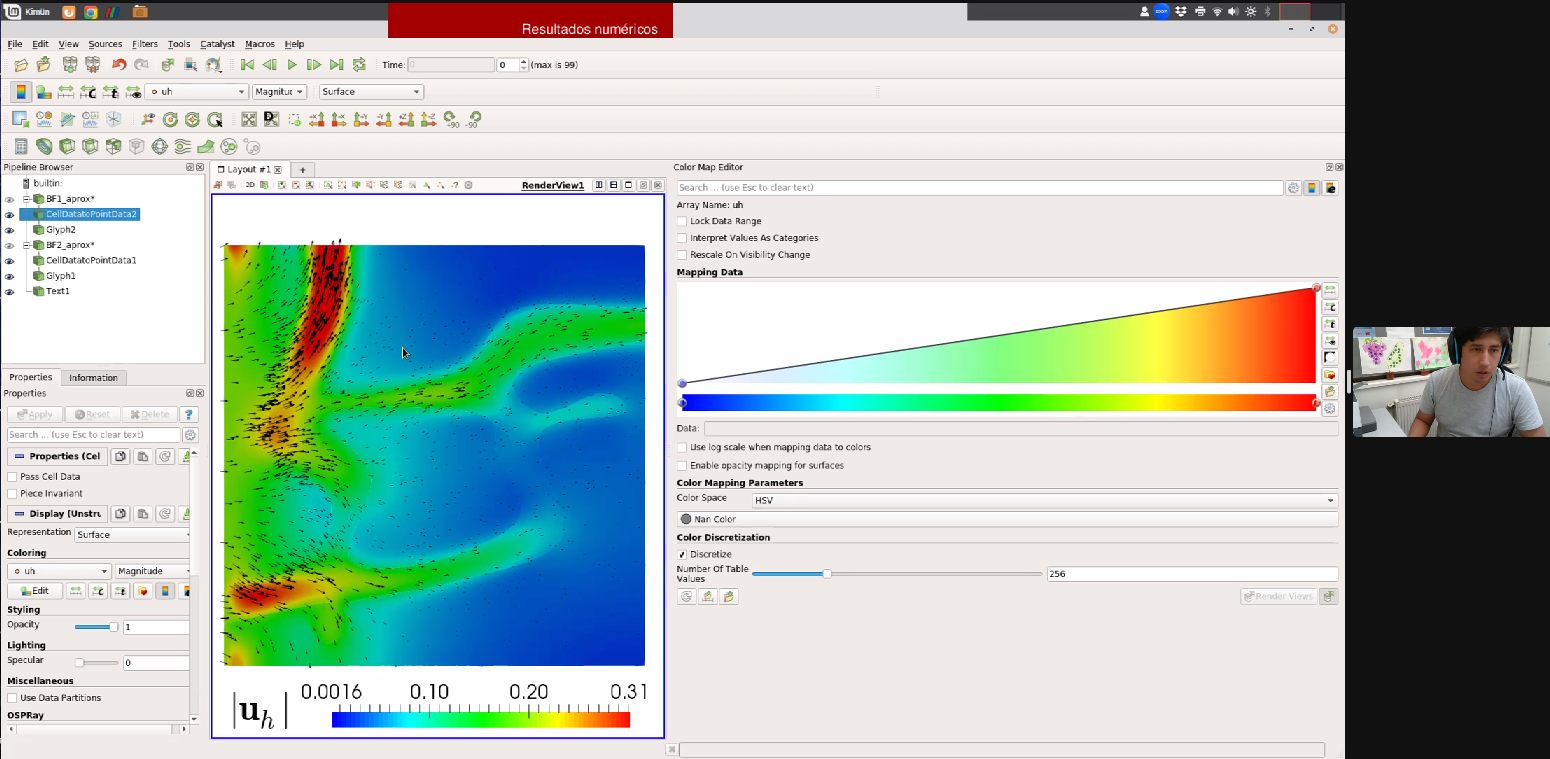 Kimün
Resultados numéricos
File Edit View Sources Filters Tools Catalyst Macros Help
Time: 0 0 (max is 99)
uh Magnituc Surface
Pipeline Browser
builtin:
BF1_aprox*
CellDatatoPointData2
Glyph2
BF2_aprox*
CellDatatoPointData1
Glyph1
Text1
Properties Information
Properties
Apply Reset Delete ?
Search ... (use Esc to clear text)
Properties (Cel
Pass Cell Data
Piece Invariant
Display (Unstru
Representation Surface
Coloring
uh Magnitude
Edit
Styling
Opacity 1
Lighting
Specular 0
Miscellaneous
Use Data Partitions
OSPRay
Layout #1 +
2D RenderView1
|u_h| 0.0016 0.10 0.20 0.31
Color Map Editor
Search ... (use Esc to clear text)
Array Name: uh
Lock Data Range
Interpret Values As Categories
Rescale On Visibility Change
Mapping Data
Data:
Use log scale when mapping data to colors
Enable opacity mapping for surfaces
Color Mapping Parameters
Color Space HSV
Nan Color
Color Discretization
Discretize
Number Of Table Values 256
Render Views